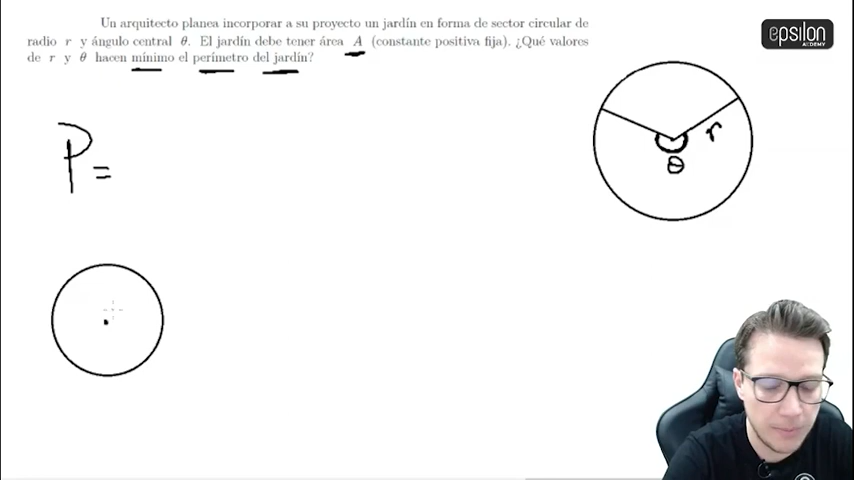 Un arquitecto planea incorporar a su proyecto un jardín en forma de sector circular de
radio r y ángulo central θ. El jardín debe tener área A (constante positiva fija). ¿Qué valores
de r y θ hacen mínimo el perímetro del jardín?
epsilon
ACADEMY
r
θ
P =